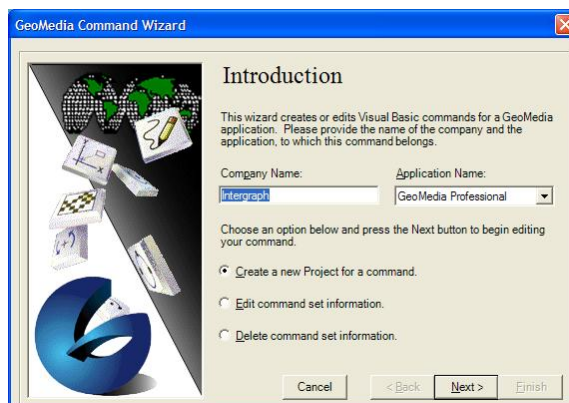 GeoMedia Command Wizard
Introduction
This wizard creates or edits Visual Basic commands for a GeoMedia
application. Please provide the name of the company and the
application, to which this command belongs.
Company Name: Application Name:
Intergraph GeoMedia Professional
Choose an option below and press the Next button to begin editing
your command.
Create a new Project for a command.
Edit command set information.
Delete command set information.
Cancel < Back Next > Finish